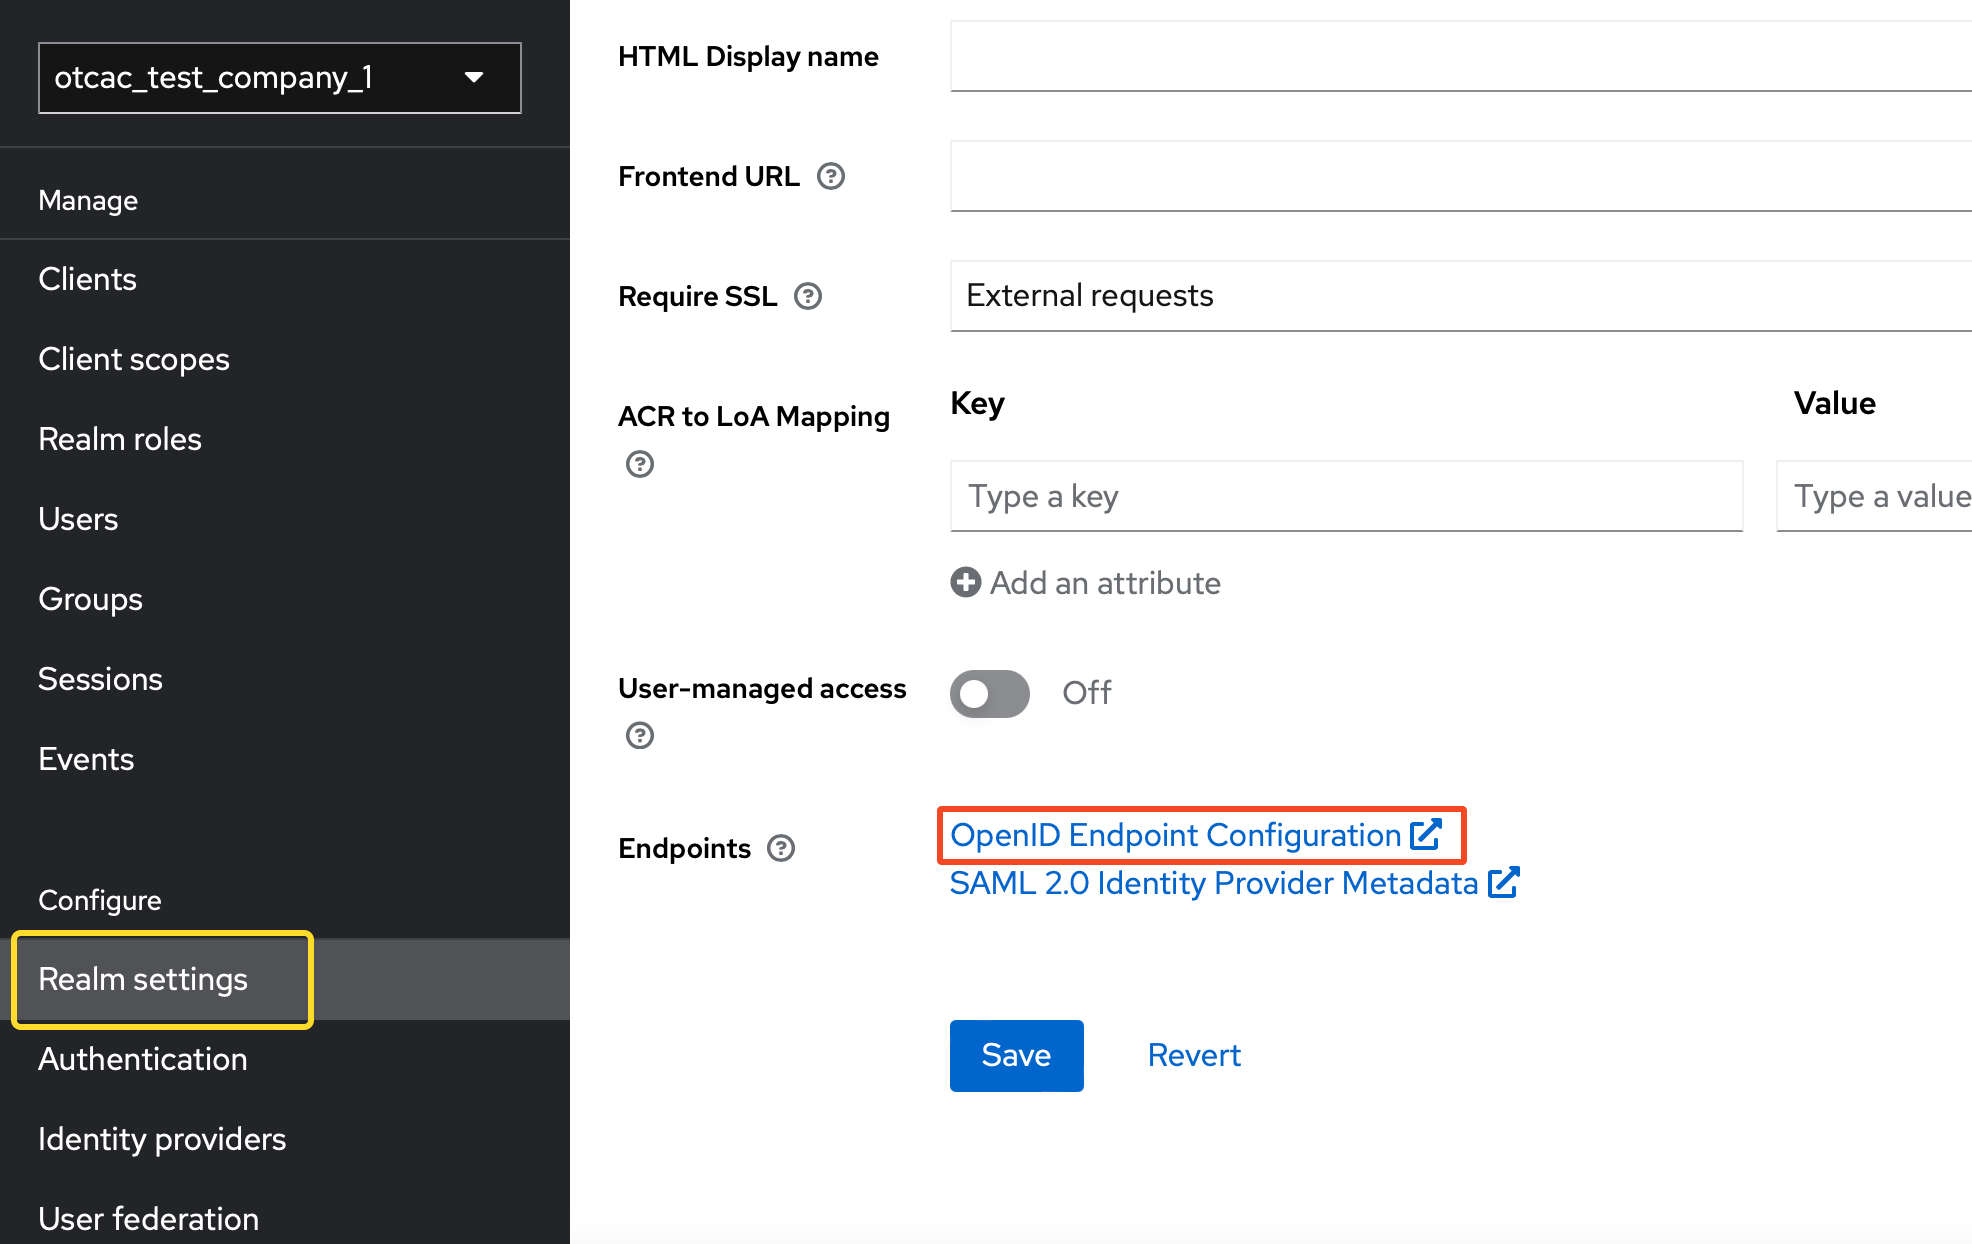 otcac_test_company_1
Manage
Clients
Client scopes
Realm roles
Users
Groups
Sessions
Events
Configure
Realm settings
Authentication
Identity providers
User federation
HTML Display name
Frontend URL
Require SSL
External requests
ACR to LoA Mapping
Key Value
Type a key Type a value
Add an attribute
User-managed access
Off
Endpoints
OpenID Endpoint Configuration
SAML 2.0 Identity Provider Metadata
Save Revert